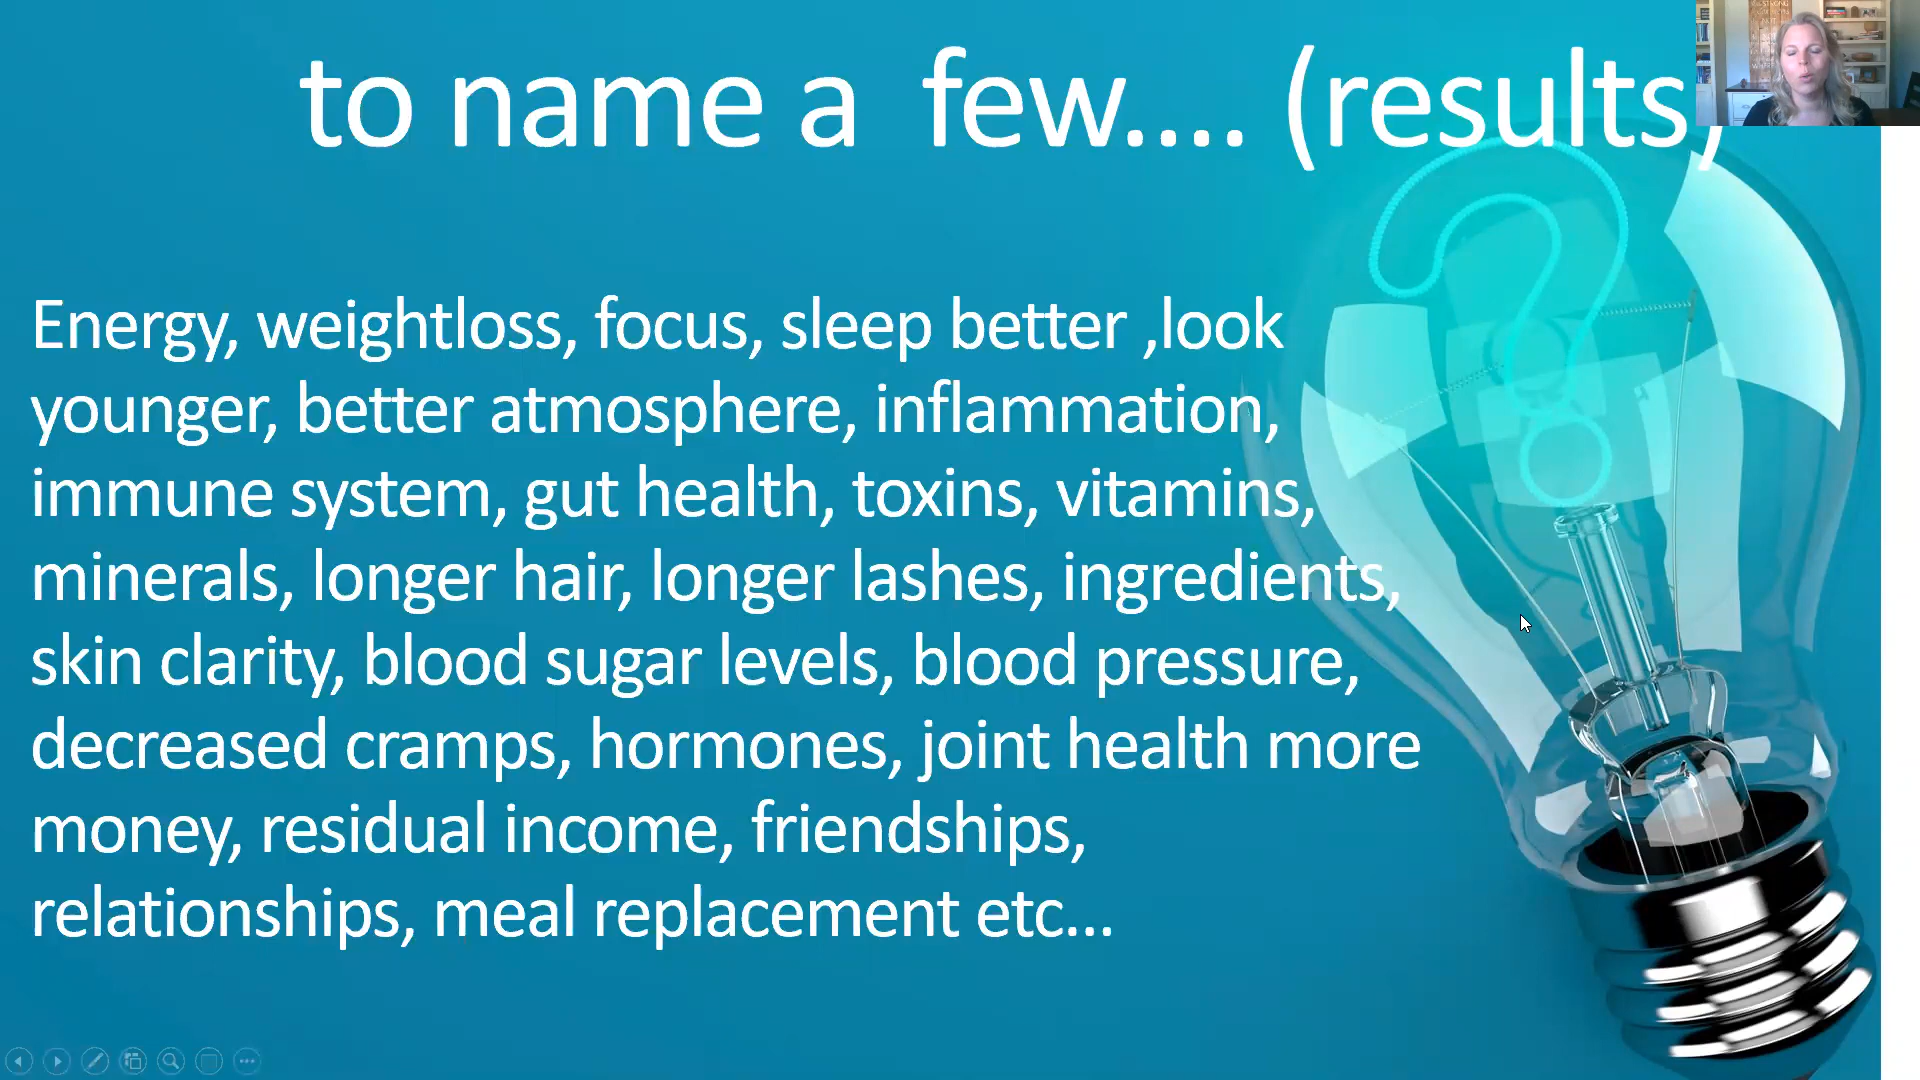 to name a few.... (results)
Energy, weightloss, focus, sleep better ,look
younger, better atmosphere, inflammation,
immune system, gut health, toxins, vitamins,
minerals, longer hair, longer lashes, ingredients,
skin clarity, blood sugar levels, blood pressure,
decreased cramps, hormones, joint health more
money, residual income, friendships,
relationships, meal replacement etc...